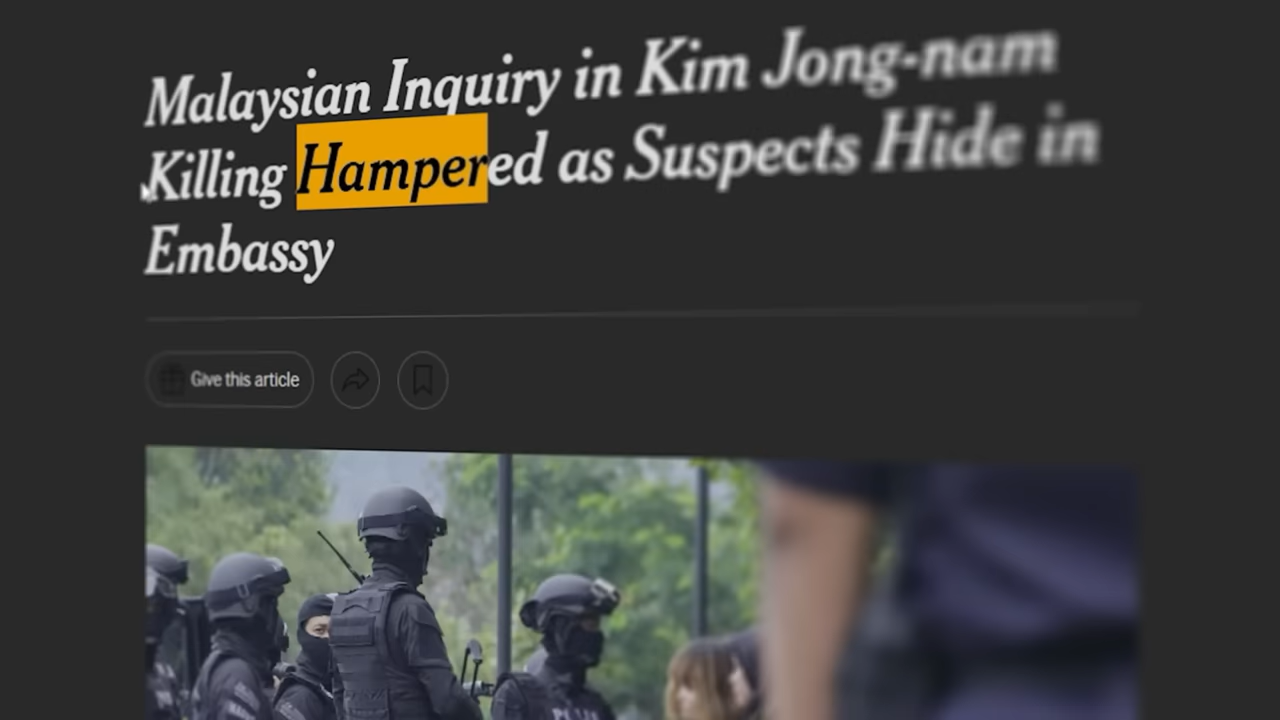 Malaysian Inquiry in Kim Jong-nam
Killing Hampered as Suspects Hide in
Embassy
Give this article